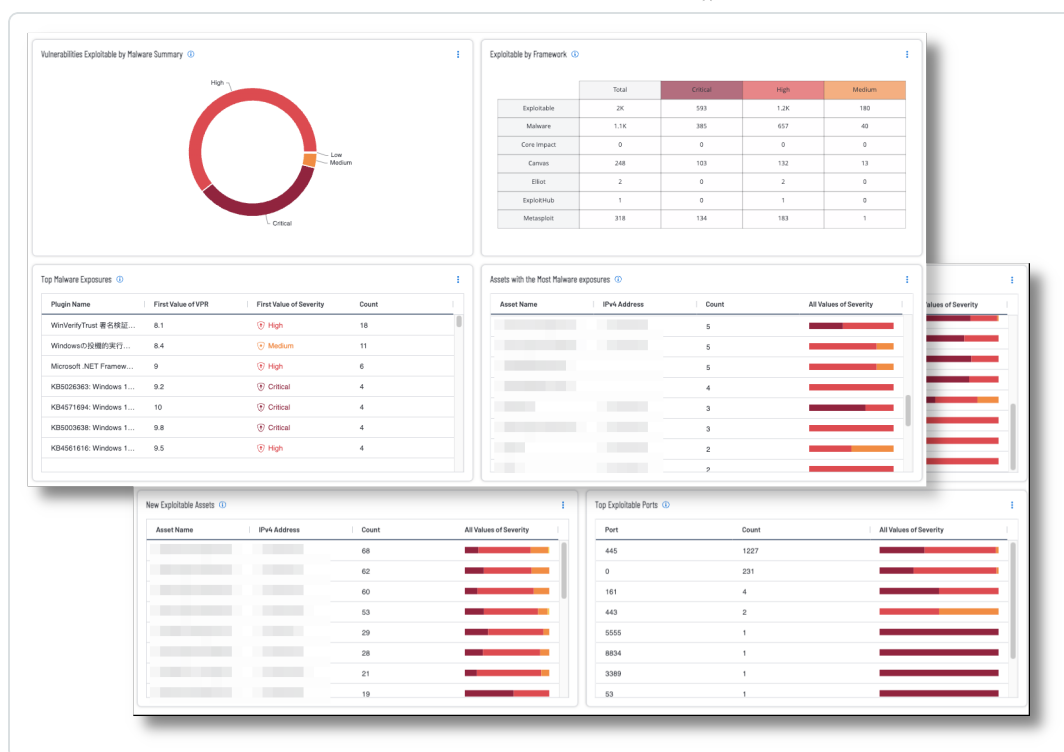 Vulnerabilities Exploitable by Malware Summary
High
Low
Medium
Critical
Exploitable by Framework
Total Critical High Medium
Exploitable 2K 593 1.2K 180
Malware 1.1K 385 657 40
Core Impact 0 0 0 0
Canvas 248 103 132 13
Elliot 2 0 2 0
ExploitHub 1 0 1 0
Metasploit 318 134 183 1
Top Malware Exposures
Plugin Name First Value of VPR First Value of Severity Count
WinVerifyTrust 署名検証... 8.1 High 18
Windowsの投機的実行... 8.4 Medium 11
Microsoft .NET Framew... 9 High 6
KB5026363: Windows 1... 9.2 Critical 4
KB4571694: Windows 1... 10 Critical 4
KB5003638: Windows 1... 9.8 Critical 4
KB4561616: Windows 1... 9.5 High 4
Assets with the Most Malware exposures
Asset Name IPv4 Address Count All Values of Severity
5
5
5
4
3
3
2
2
Values of Severity
New Exploitable Assets
Asset Name IPv4 Address Count All Values of Severity
68
62
60
53
29
28
21
19
Top Exploitable Ports
Port Count All Values of Severity
445 1227
0 231
161 4
443 2
5555 1
8834 1
3389 1
53 1